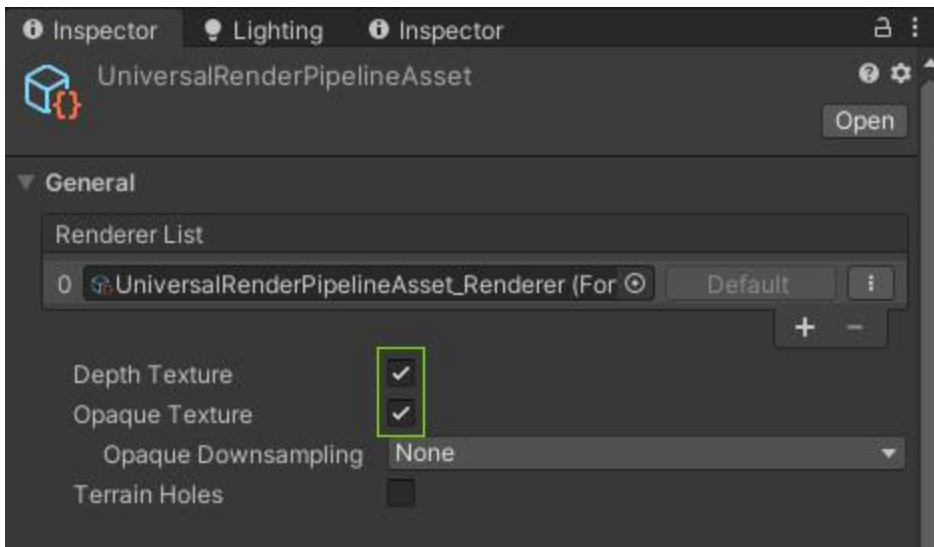 Inspector Lighting Inspector
UniversalRenderPipelineAsset
Open
General
Renderer List
0 UniversalRenderPipelineAsset_Renderer (For Default
Depth Texture
Opaque Texture
Opaque Downsampling None
Terrain Holes